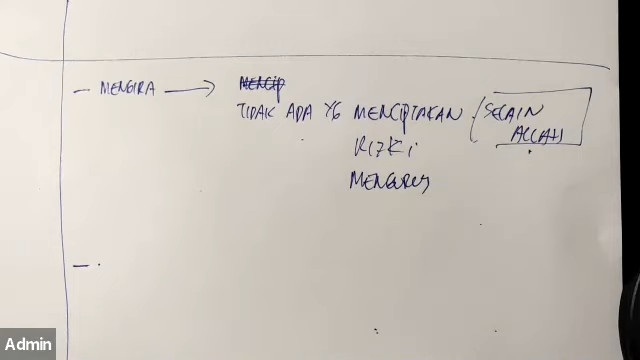 — MENGIRA → MENCIP
TIDAK ADA YG MENCIPTAKAN SELAIN
ALLAH
RIZKI
MENGURUS
Admin